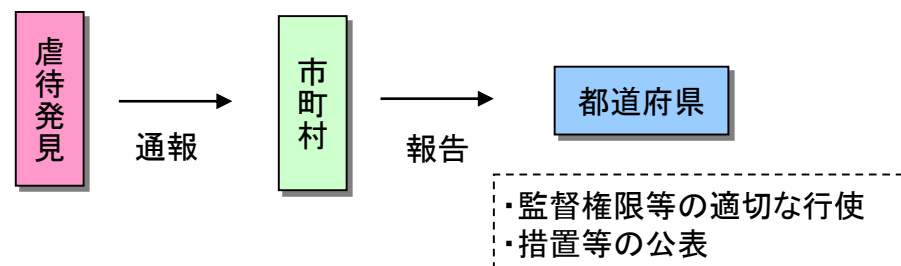 虐待発見
通報
市町村
報告
都道府県
・監督権限等の適切な行使
・措置等の公表